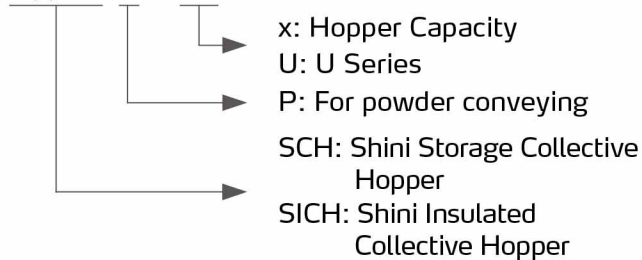 x: Hopper Capacity
U: U Series
P: For powder conveying
SCH: Shini Storage Collective
Hopper
SICH: Shini Insulated
Collective Hopper